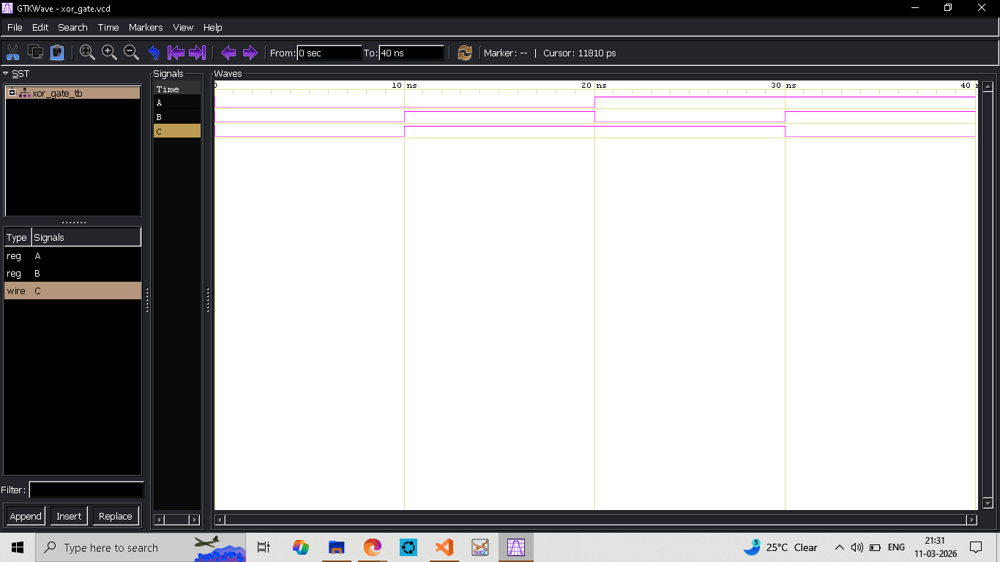 GTKWave - xor_gate.vcd
File Edit Search Time Markers View Help
From: 0 sec To: 40 ns Marker: -- | Cursor: 11810 ps
SST
xor_gate_tb
Type Signals
reg A
reg B
wire C
Filter:
Append Insert Replace
Signals
Time
A
B
C
Waves
0 10 ns 20 ns 30 ns 40
Type here to search
5
25°C Clear
ENG
21:31
11-03-2026